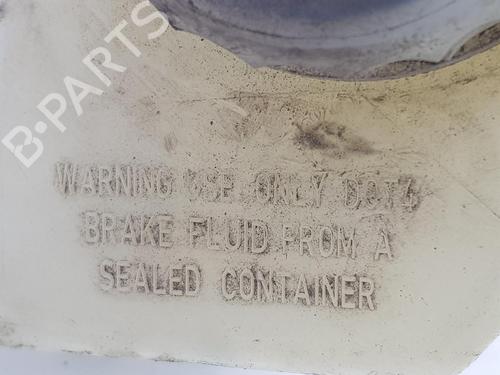 B-PARTS
WARNING USE ONLY DOT4
BRAKE FLUID FROM A
SEALED CONTAINER